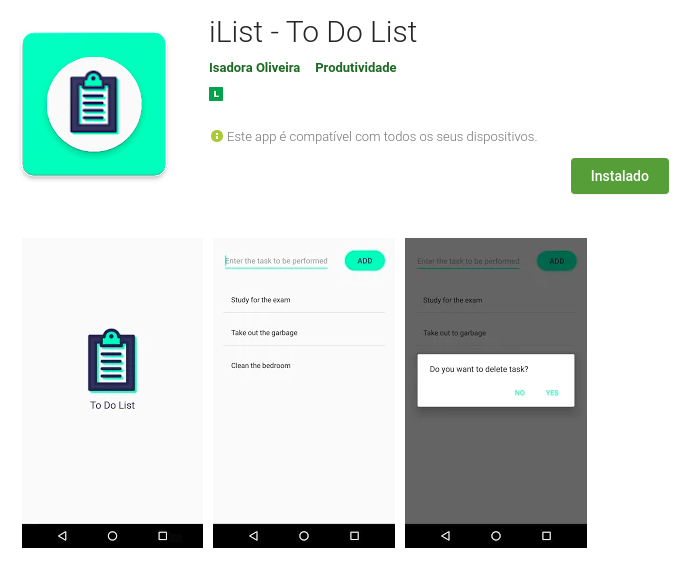 iList - To Do List
Isadora Oliveira Produtividade
L
Este app é compatível com todos os seus dispositivos.
Instalado
To Do List
Enter the task to be performed ADD
Study for the exam
Take out the garbage
Clean the bedroom
Enter the task to be performed ADD
Study for the exam
Take out to garbage
Do you want to delete task?
NO YES